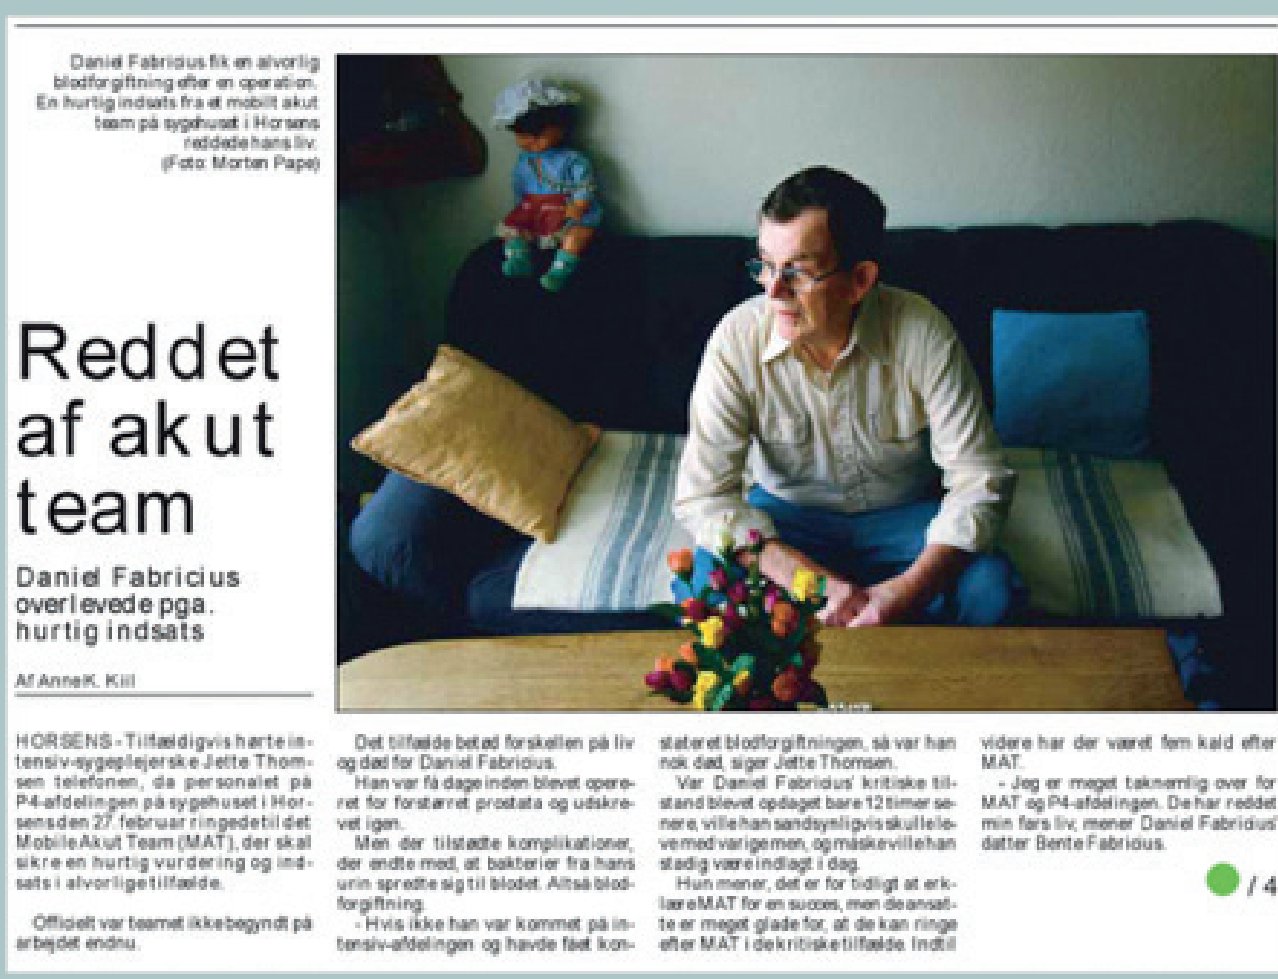 Daniel Fabricius fik en alvorlig
blodforgiftning efter en operation.
En hurtig indsats fra et mobilt akut
team på sygehuset i Horsens
reddede hans liv.
(Foto: Morten Pape)
Reddet
af akut
team
Daniel Fabricius
overlevede pga.
hurtig indsats
Af Anne K. Kiil
HORSENS - Tilfældigvis hørte in-
tensiv-sygeplejerske Jette Thom-
sen telefonen, da personalet på
P4-afdelingen på sygehuset i Hor-
sens den 27. februar ringede til det
Mobile Akut Team (MAT), der skal
sikre en hurtig vurdering og ind-
sats i alvorlige tilfælde.
Officielt var teamet ikke begyndt på
arbejdet endnu.
Det tilfælde betød forskellen på liv
og død for Daniel Fabricius.
Han var få dage inden blevet opere-
ret for forstørret prostata og udskre-
vet igen.
Men der tilstødte komplikationer,
der endte med, at bakterier fra hans
urin spredte sig til blodet. Altså blod-
forgiftning.
- Hvis ikke han var kommet på in-
tensiv-afdelingen og havde fået kon-
stateret blodforgiftningen, så var han
nok død, siger Jette Thomsen.
Var Daniel Fabricius' kritiske til-
stand blevet opdaget bare 12 timer se-
nere, ville han sandsynligvis skulle le-
ve med varige men, og måske ville han
stadig være indlagt i dag.
Hun mener, det er for tidligt at erk-
lære MAT for en succes, men de ansat-
te er meget glade for, at de kan ringe
efter MAT i de kritiske tilfælde. Indtil
videre har der været fem kald efter
MAT.
- Jeg er meget taknemlig over for
MAT og P4-afdelingen. De har reddet
min fars liv, mener Daniel Fabricius'
datter Bente Fabricius.
/ 4